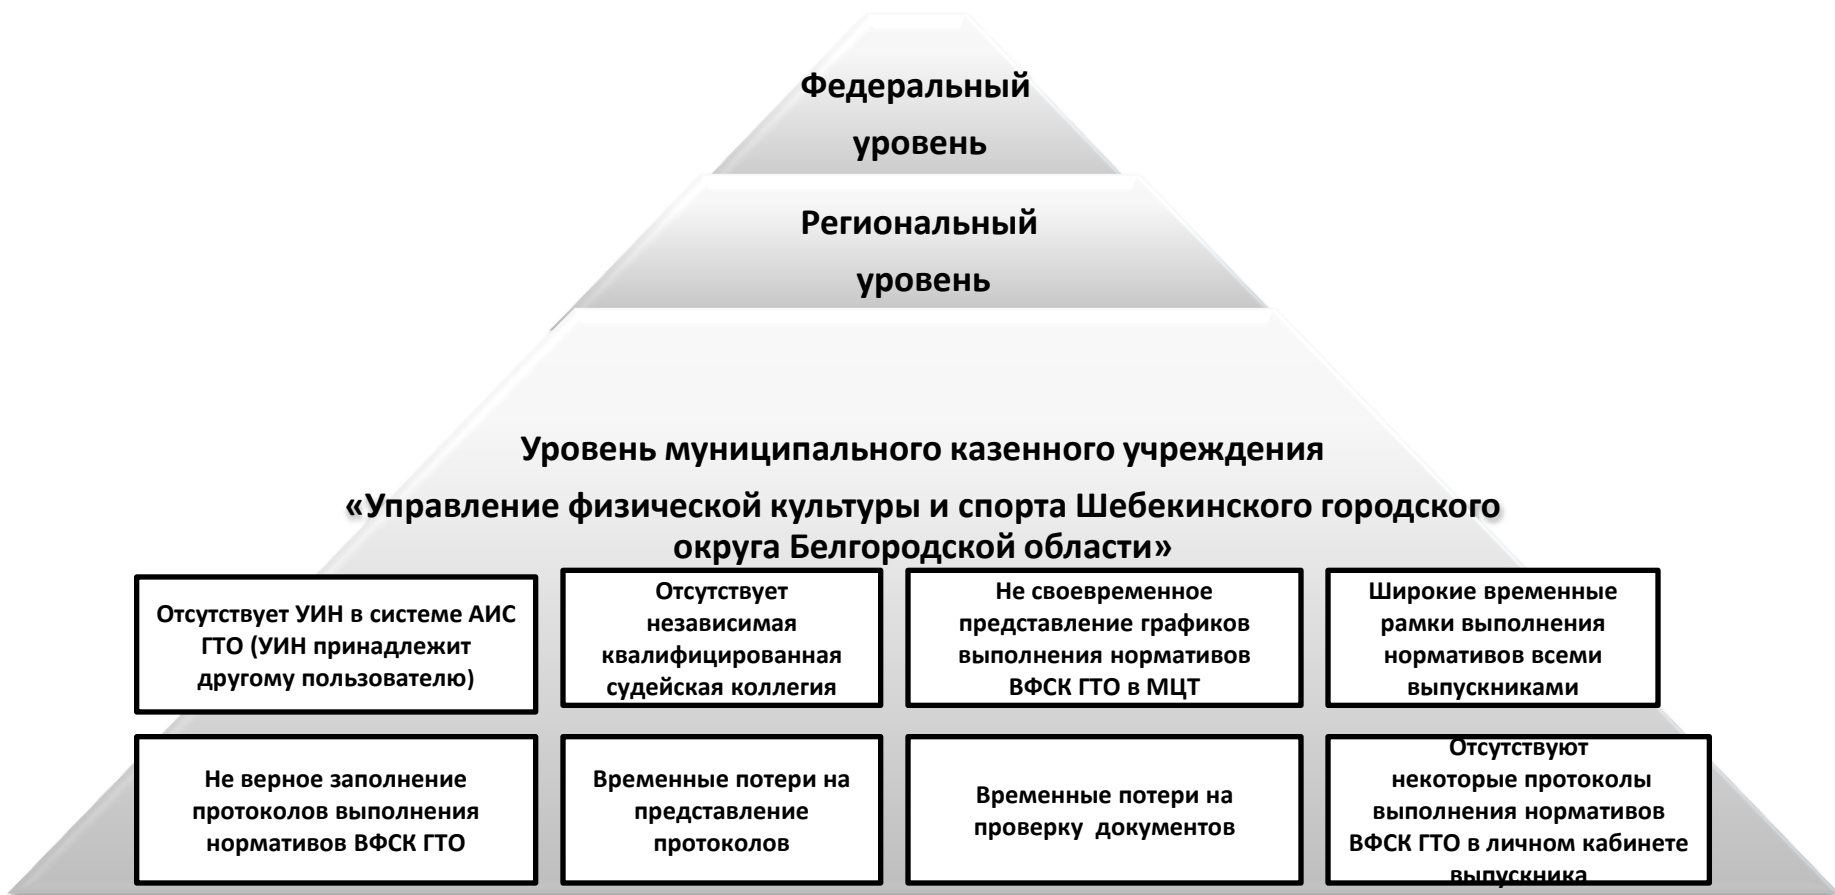 Федеральный
уровень
Региональный
уровень
Уровень муниципального казенного учреждения
«Управление физической культуры и спорта Шебекинского городского
округа Белгородской области»
Отсутствует УИН в системе АИС
ГТО (УИН принадлежит
другому пользователю)
Отсутствует
независимая
квалифицированная
судейская коллегия
Не своевременное
представление графиков
выполнения нормативов
ВФСК ГТО в МЦТ
Широкие временные
рамки выполнения
нормативов всеми
выпускниками
Не верное заполнение
протоколов выполнения
нормативов ВФСК ГТО
Временные потери на
представление
протоколов
Временные потери на
проверку документов
Отсутствуют
некоторые протоколы
выполнения нормативов
ВФСК ГТО в личном кабинете
выпускника